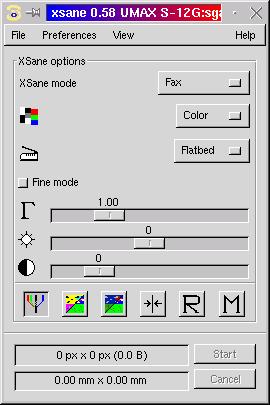 xsane 0.58 UMAX S-12G:sga
File Preferences View Help
XSane options
XSane mode Fax
Color
Flatbed
Fine mode
1.00
0
0
R M
0 px x 0 px (0.0 B) Start
0.00 mm x 0.00 mm Cancel